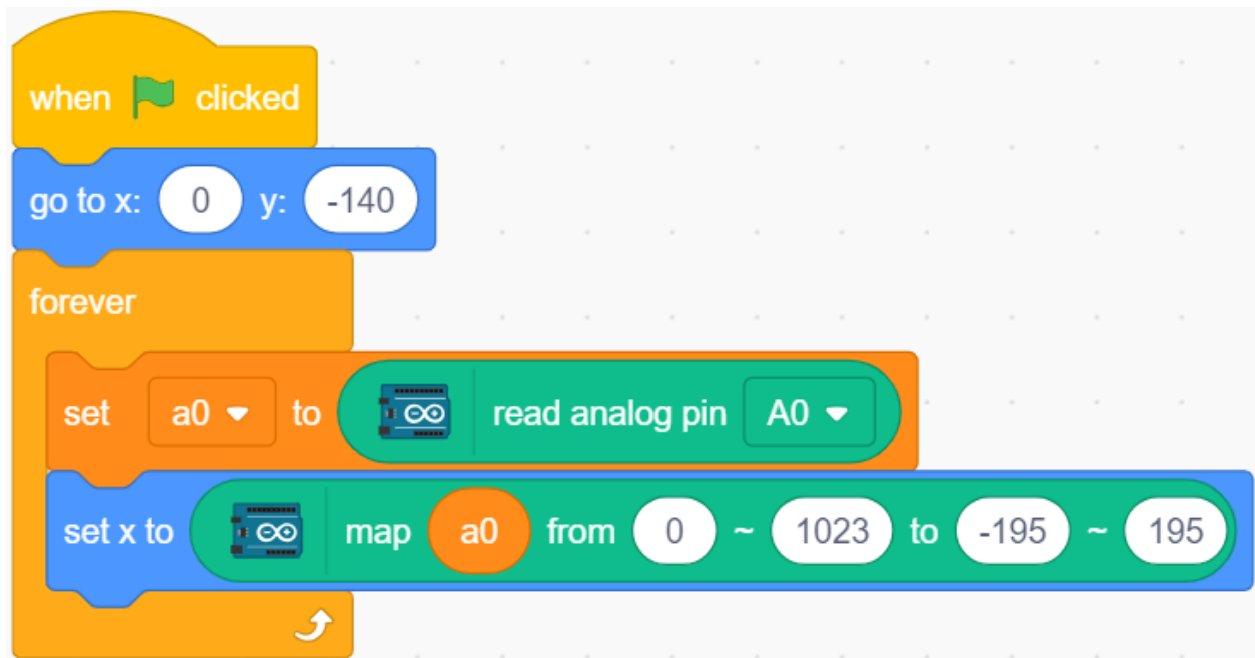 when clicked
go to x: 0 y: -140
forever
set a0 to read analog pin A0
set x to map a0 from 0 ~ 1023 to -195 ~ 195